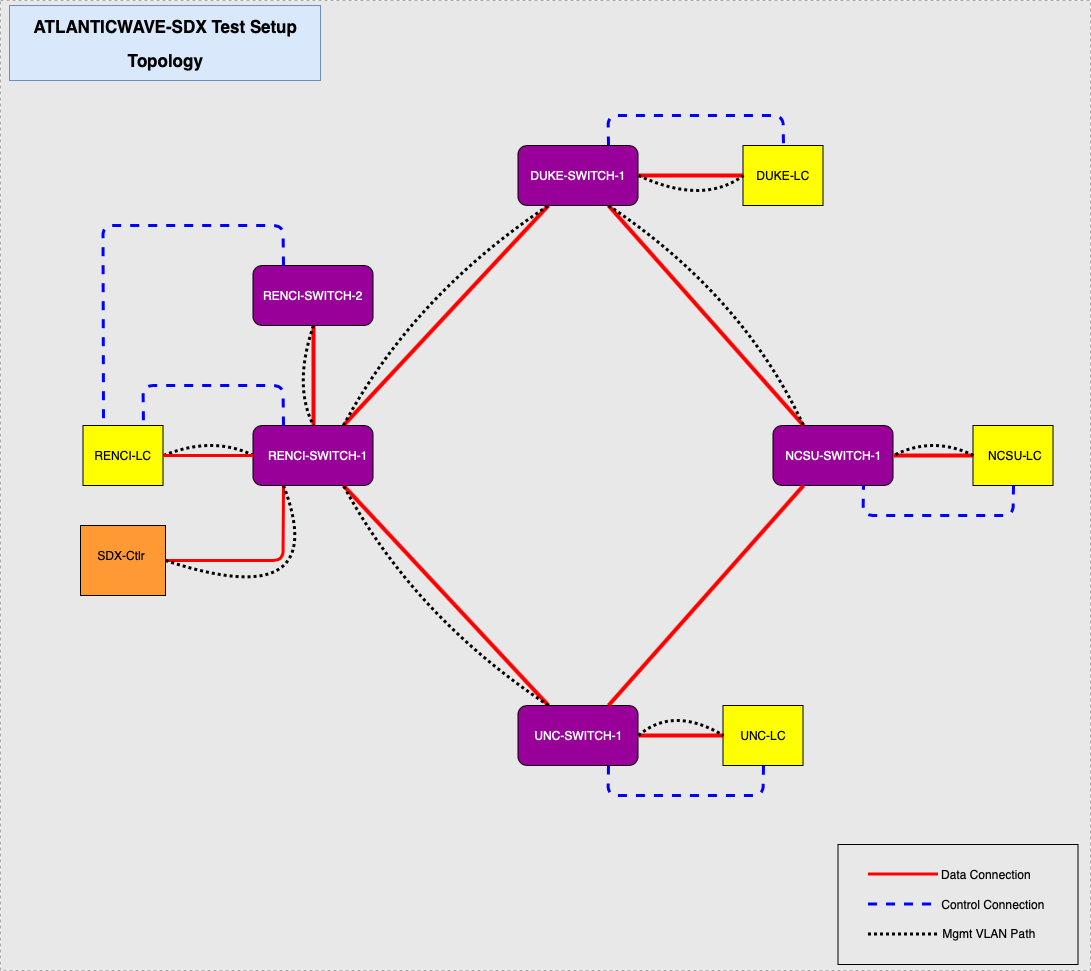 ATLANTICWAVE-SDX Test Setup
Topology
DUKE-SWITCH-1
DUKE-LC
RENCI-SWITCH-2
RENCI-LC
RENCI-SWITCH-1
NCSU-SWITCH-1
NCSU-LC
SDX-Ctlr
UNC-SWITCH-1
UNC-LC
Data Connection
Control Connection
Mgmt VLAN Path